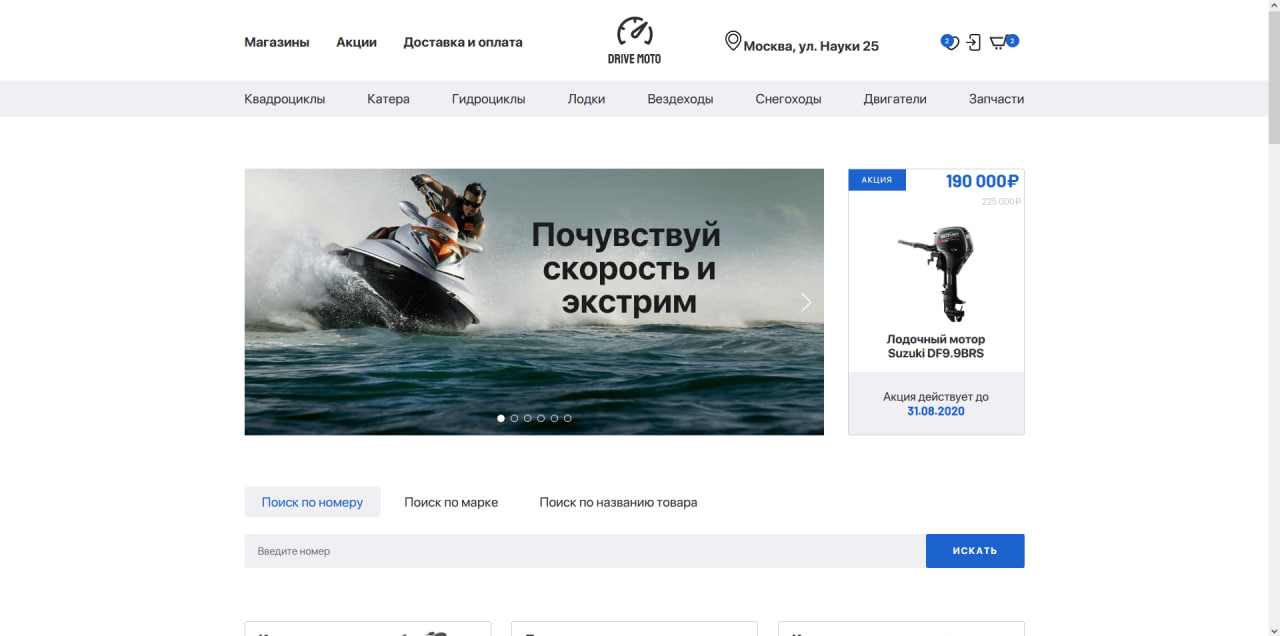 Магазины Акции Доставка и оплата
DRIVE MOTO
Москва, ул. Науки 25
2
2
Квадроциклы Катера Гидроциклы Лодки Вездеходы Снегоходы Двигатели Запчасти
Почувствуй
скорость и
экстрим
АКЦИЯ
190 000₽
225 000₽
SUZUKI
Лодочный мотор
Suzuki DF9.9BRS
Акция действует до
31.08.2020
Поиск по номеру Поиск по марке Поиск по названию товара
Введите номер
ИСКАТЬ